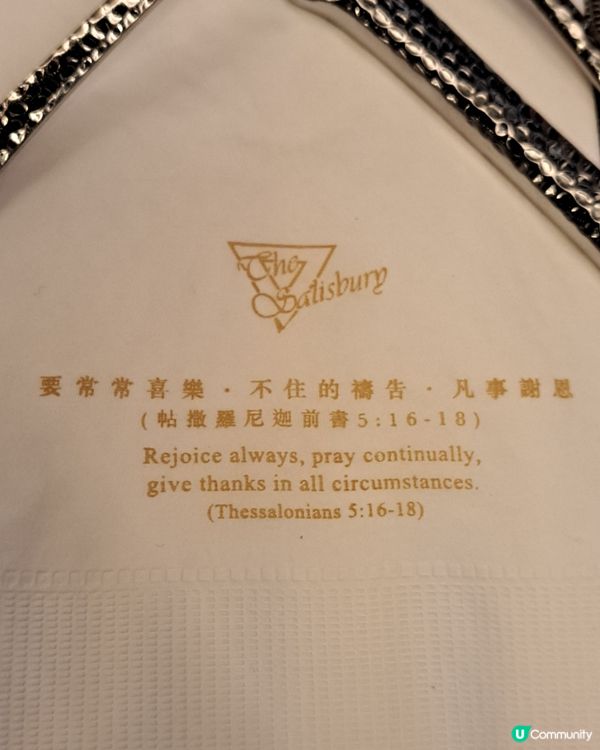 The
Salisbury
要常常喜樂·不住的禱告·凡事謝恩
(帖撒羅尼迦前書5:16-18)
Rejoice always, pray continually,
give thanks in all circumstances.
(Thessalonians 5:16-18)
U Community